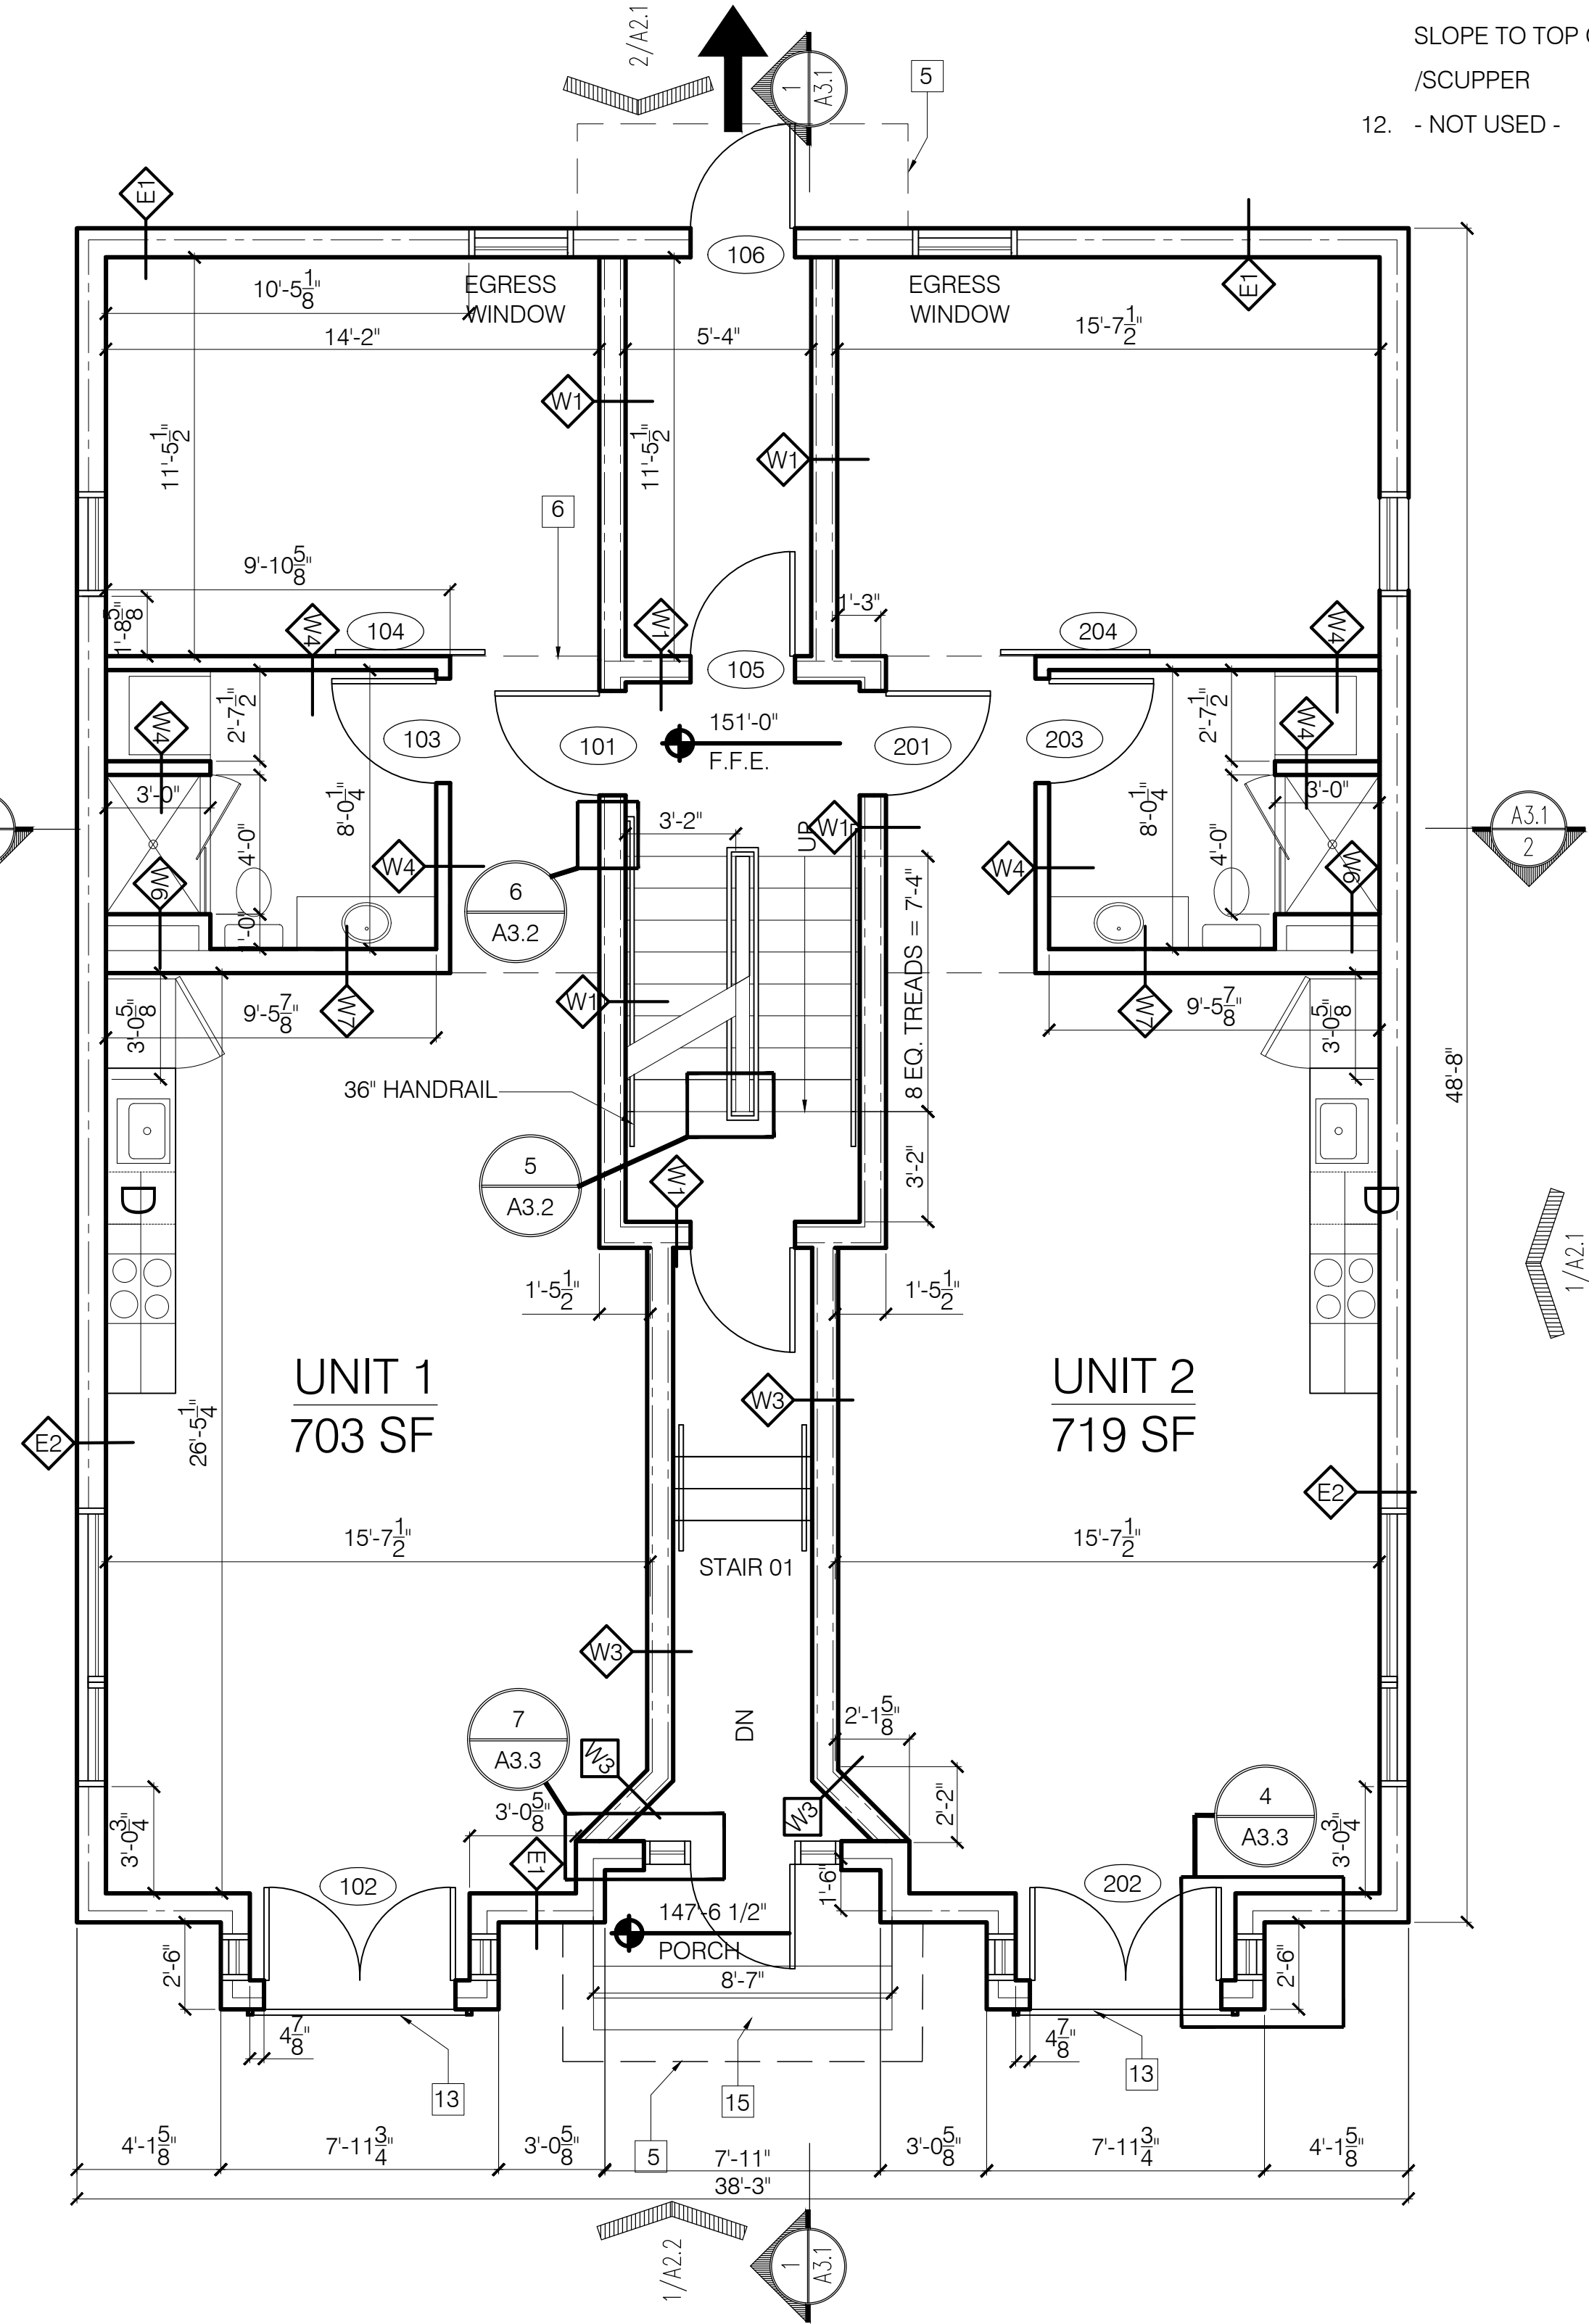 SLOPE TO TOP
/SCUPPER
12. - NOT USED -
2/A2.1
1
A3.1
5
E1
106
E1
10'-5 1/8"
EGRESS
WINDOW
EGRESS
WINDOW
14'-2"
5'-4"
15'-7 1/2"
W1
W1
11'-5 1/2"
11'-5 1/2"
6
9'-10 5/8"
1'-8 5/8"
W4
104
W1
105
1'-3"
204
W4
2'-7 1/2"
W4
103
101
151'-0"
F.F.E.
201
203
2'-7 1/2"
W4
3'-0"
8'-0 1/4"
4'-0"
3'-2"
UP
W1
8'-0 1/4"
4'-0"
3'-0"
A3.1
2
W6
W4
6
A3.2
W4
W6
1'-0"
8 EQ. TREADS = 7'-4"
W7
W1
W7
3'-0 5/8"
9'-5 7/8"
9'-5 7/8"
3'-0 5/8"
48'-8"
36" HANDRAIL
5
A3.2
W1
3'-2"
D
D
1/A2.1
1'-5 1/2"
1'-5 1/2"
UNIT 1
703 SF
UNIT 2
719 SF
W3
E2
26'-5 1/4"
E2
15'-7 1/2"
15'-7 1/2"
STAIR 01
W3
DN
7
A3.3
W3
2'-1 5/8"
2'-2"
W3
4
A3.3
3'-0 3/4"
3'-0 5/8"
3'-0 3/4"
E1
102
1'-6"
202
147'-6 1/2"
PORCH
2'-6"
8'-7"
2'-6"
4 7/8"
4 7/8"
13
15
13
5
4'-1 5/8"
7'-11 3/4"
3'-0 5/8"
7'-11"
3'-0 5/8"
7'-11 3/4"
4'-1 5/8"
38'-3"
1/A2.2
1
A3.1